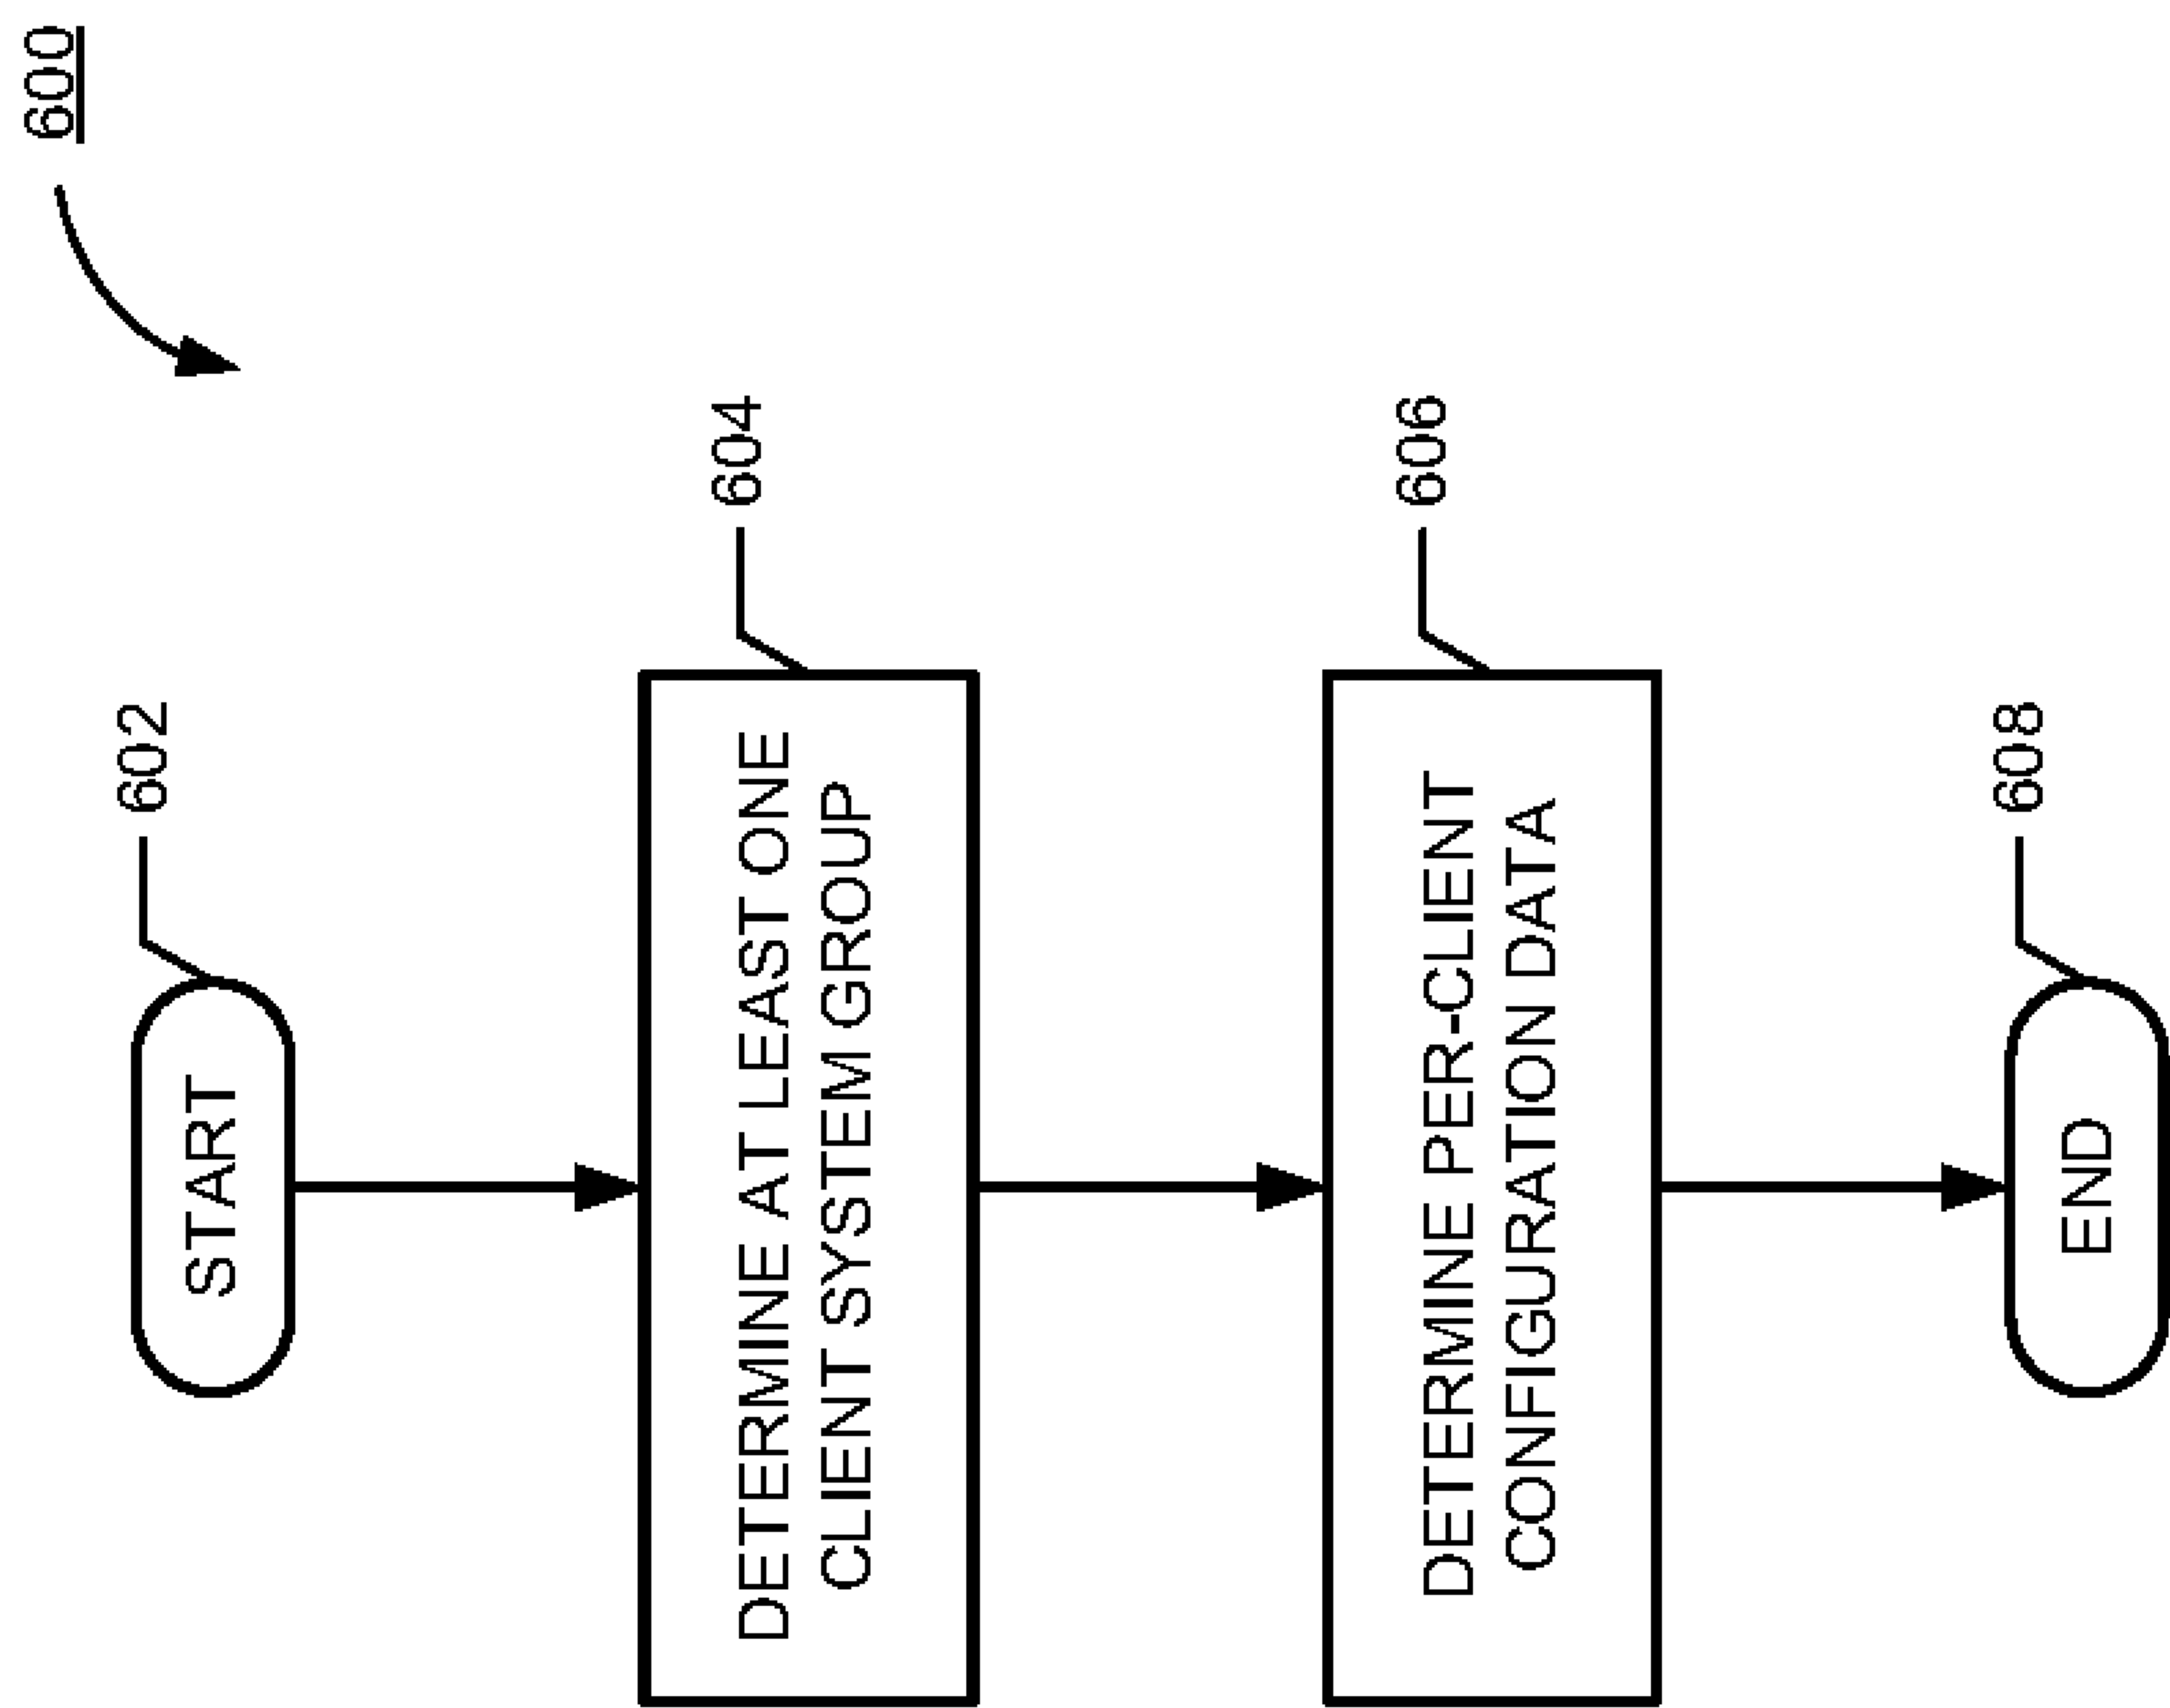 600
602
START
604
DETERMINE AT LEAST ONE
CLIENT SYSTEM GROUP
606
DETERMINE PER-CLIENT
CONFIGURATION DATA
608
END